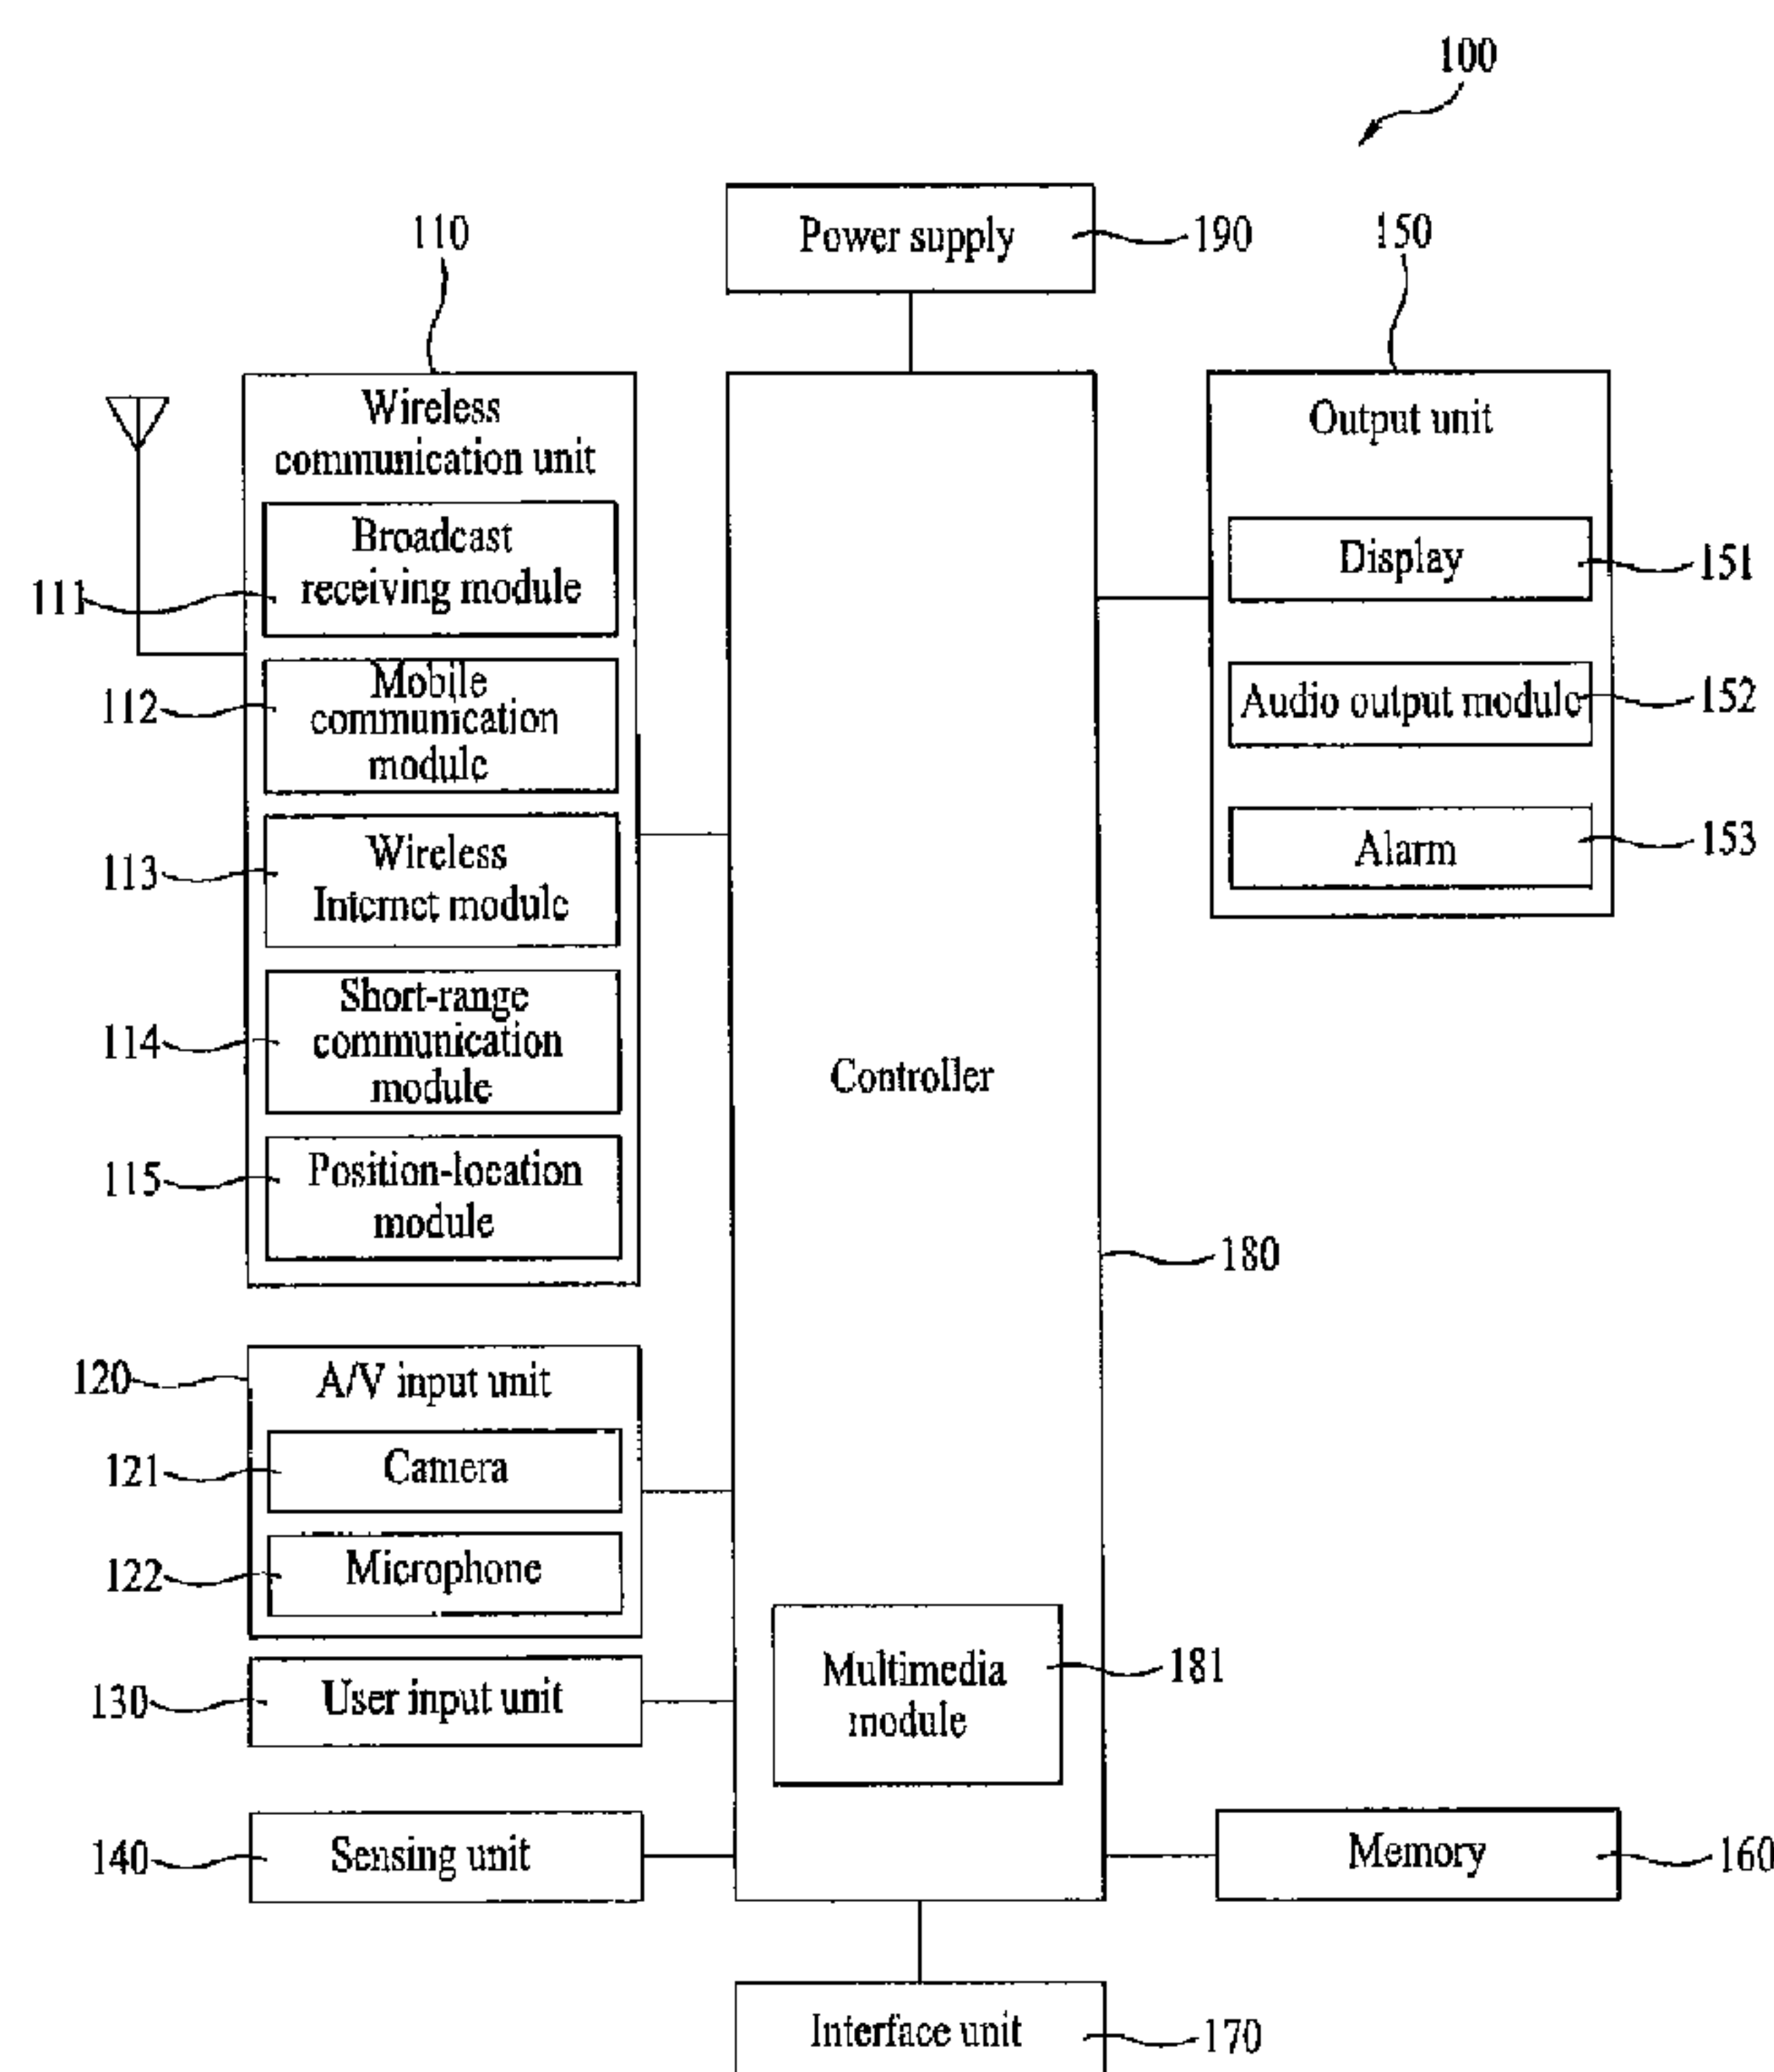 100
Power supply
190
110
150
Wireless
communication unit
Broadcast
receiving module
111
Mobile
communication
module
112
Wireless
Internet module
113
Short-range
communication
module
114
Position-location
module
115
Output unit
Display
151
Audio output module
152
Alarm
153
Controller
180
120
A/V input unit
121
Camera
122
Microphone
130
User input unit
Multimedia
module
181
140
Sensing unit
Memory
160
Interface unit
170